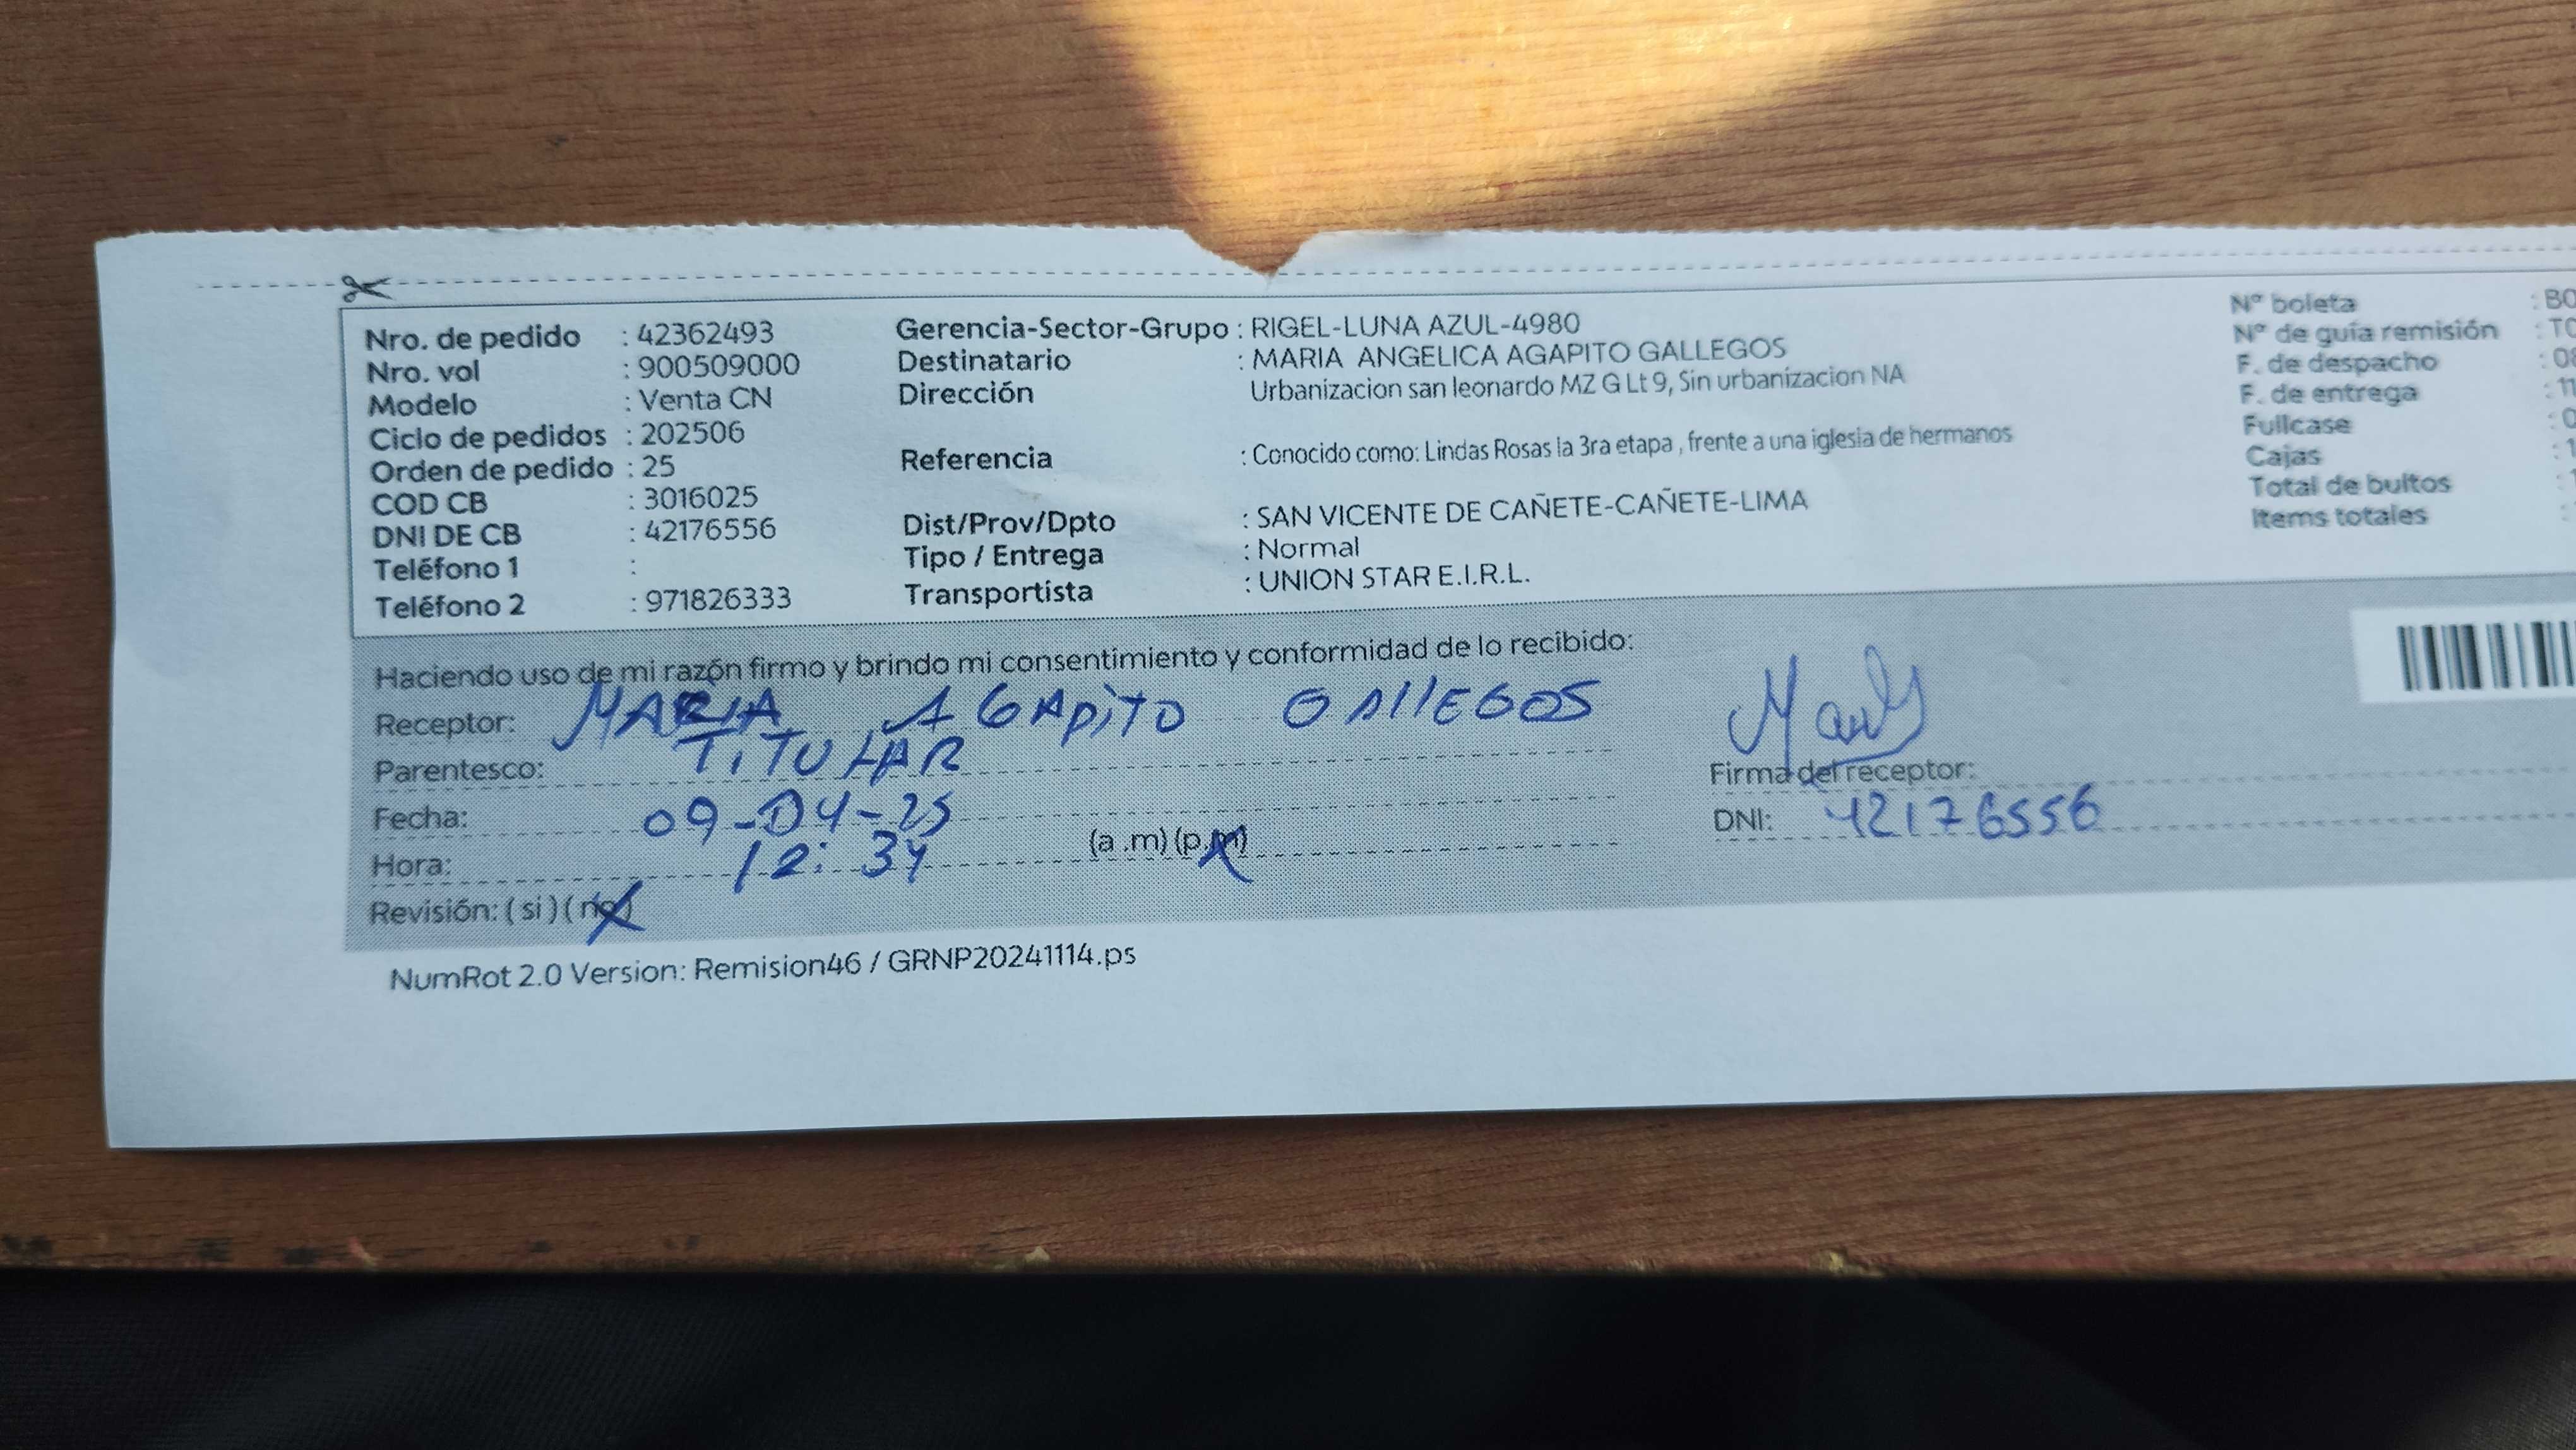 Nro. de pedido : 42362493
Nro. vol : 900509000
Modelo : Venta CN
Ciclo de pedidos : 202506
Orden de pedido : 25
COD CB : 3016025
DNI DE CB : 42176556
Teléfono 1 :
Teléfono 2 : 971826333
Gerencia-Sector-Grupo : RIGEL-LUNA AZUL-4980
Destinatario : MARIA ANGELICA AGAPITO GALLEGOS
Dirección Urbanizacion san leonardo MZ G Lt 9, Sin urbanizacion NA
Referencia : Conocido como: Lindas Rosas la 3ra etapa , frente a una iglesia de hermanos
Dist/Prov/Dpto : SAN VICENTE DE CAÑETE-CAÑETE-LIMA
Tipo / Entrega : Normal
Transportista : UNION STAR E.I.R.L.
Nº boleta : BO
Nº de guía remisión : TO
F. de despacho : 08
F. de entrega : 11
Fullcase : 0
Cajas : 1
Total de bultos :
Items totales :
Haciendo uso de mi razón firmo y brindo mi consentimiento y conformidad de lo recibido:
Receptor: MARIA AGAPITO GALLEGOS
Parentesco: TITULAR
Fecha: 09-04-25
Hora: 12:34 (a .m) (p.m)
Revisión: ( si ) ( no )
Firma del receptor:
DNI: 42176556
NumRot 2.0 Version: Remision46 / GRNP20241114.ps